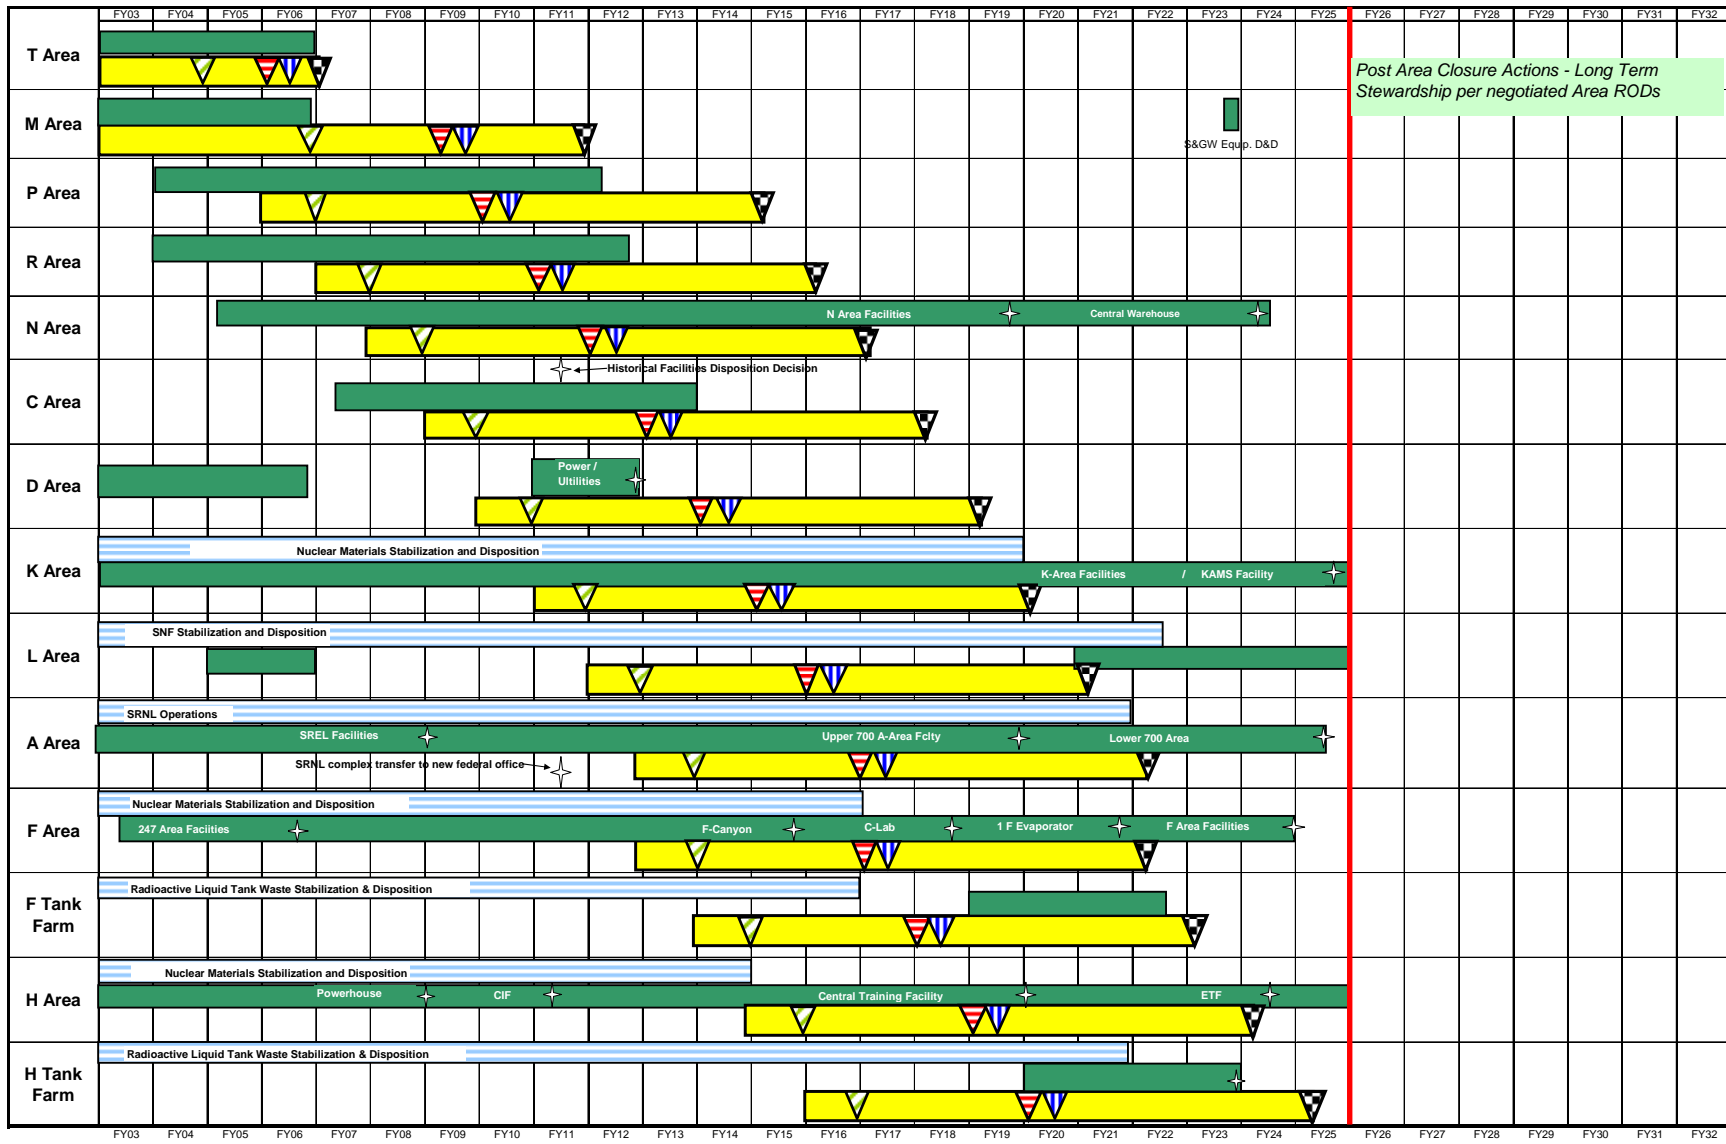 FY03 FY04 FY05 FY06 FY07 FY08 FY09 FY10 FY11 FY12 FY13 FY14 FY15 FY16 FY17 FY18 FY19 FY20 FY21 FY22 FY23 FY24 FY25 FY26 FY27 FY28 FY29 FY30 FY31 FY32
T Area
Post Area Closure Actions - Long Term
Stewardship per negotiated Area RODs
M Area
S&GW Equip. D&D
P Area
R Area
N Area
N Area Facilities
Central Warehouse
Historical Facilities Disposition Decision
C Area
D Area
Power /
Ultilities
Nuclear Materials Stabilization and Disposition
K Area
K-Area Facilities / KAMS Facility
SNF Stabilization and Disposition
L Area
SRNL Operations
A Area
SREL Facilities
Upper 700 A-Area Fclty
Lower 700 Area
SRNL complex transfer to new federal office
Nuclear Materials Stabilization and Disposition
F Area
247 Area Faciities
F-Canyon
C-Lab
1 F Evaporator
F Area Facilities
Radioactive Liquid Tank Waste Stabilization & Disposition
F Tank
Farm
Nuclear Materials Stabilization and Disposition
H Area
Powerhouse
CIF
Central Training Facility
ETF
Radioactive Liquid Tank Waste Stabilization & Disposition
H Tank
Farm
FY03 FY04 FY05 FY06 FY07 FY08 FY09 FY10 FY11 FY12 FY13 FY14 FY15 FY16 FY17 FY18 FY19 FY20 FY21 FY22 FY23 FY24 FY25 FY26 FY27 FY28 FY29 FY30 FY31 FY32